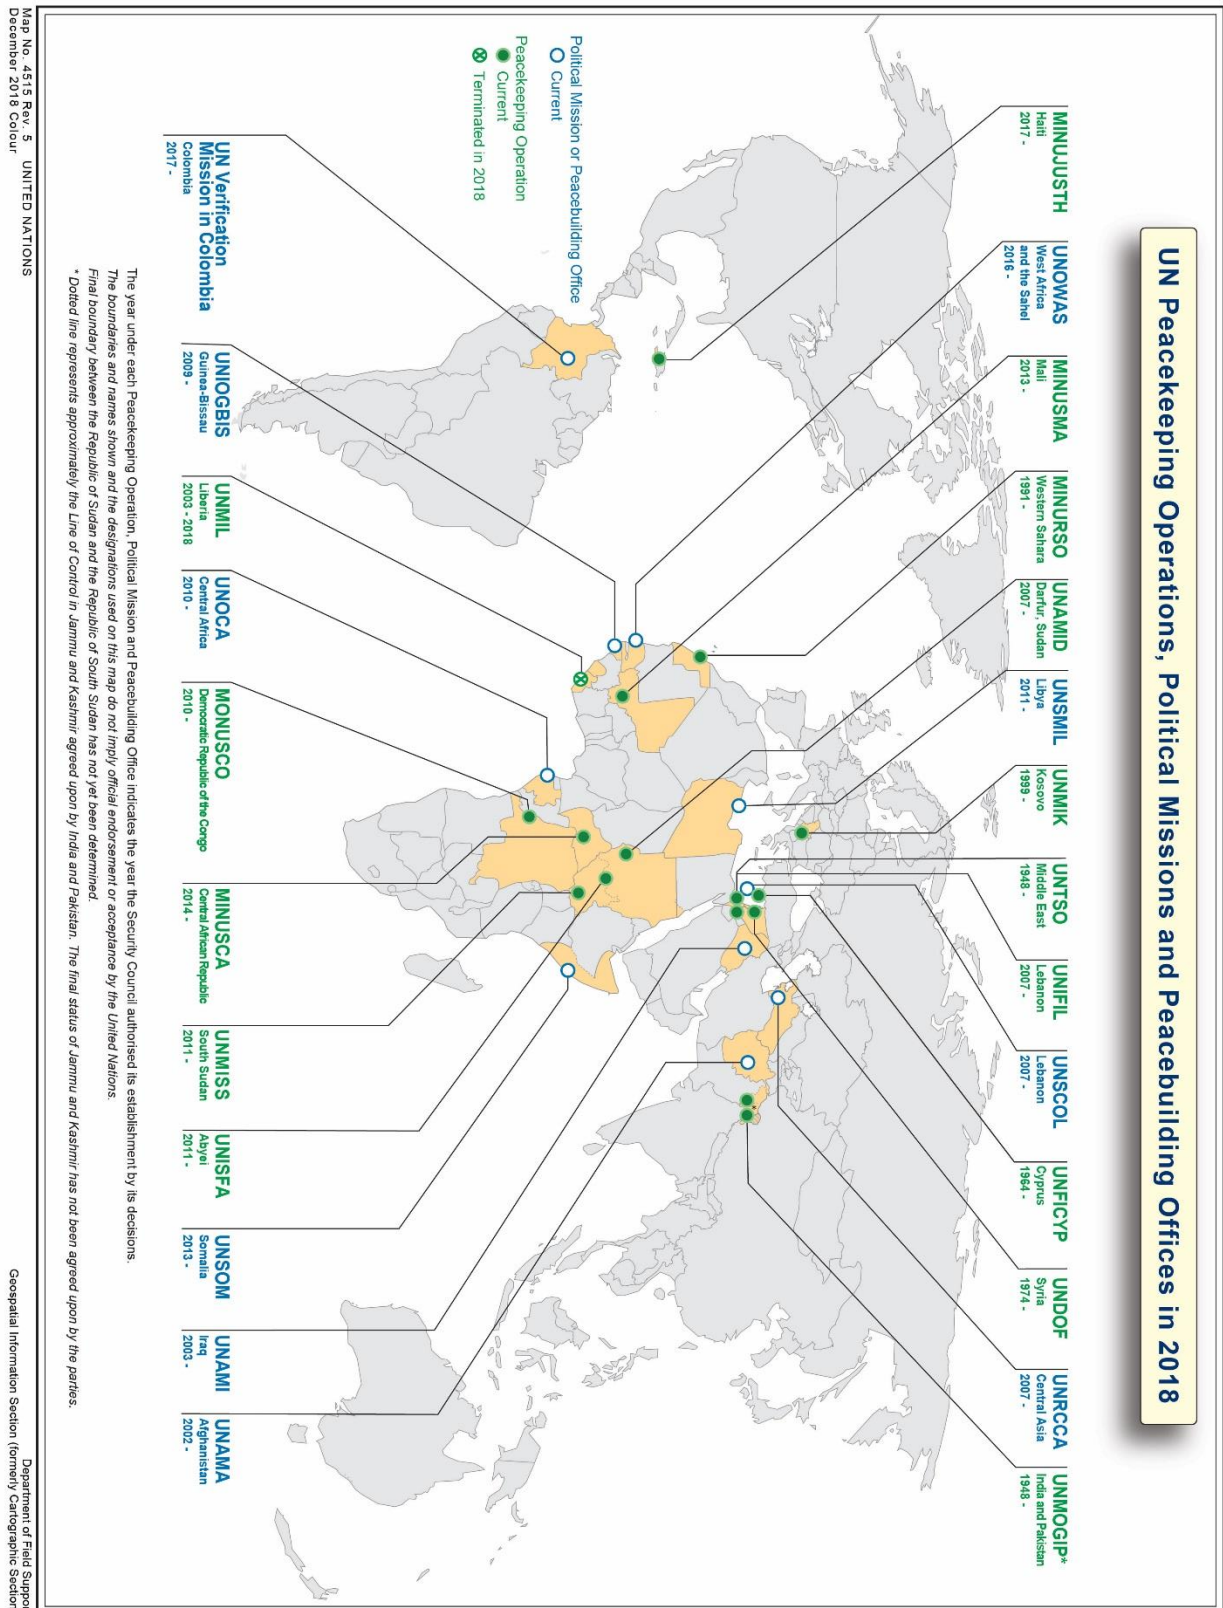 UN Peacekeeping Operations, Political Missions and Peacebuilding Offices in 2018
MINUJUSTH
Haiti
2017 -
UNOWAS
West Africa
and the Sahel
2016 -
MINUSMA
Mali
2013 -
MINURSO
Western Sahara
1991 -
UNAMID
Darfur, Sudan
2007 -
UNSMIL
Libya
2011 -
UNMIK
Kosovo
1999 -
UNTSO
Middle East
1948 -
UNIFIL
Lebanon
2007 -
UNSCOL
Lebanon
2007 -
UNFICYP
Cyprus
1964 -
UNDOF
Syria
1974 -
UNRCCA
Central Asia
2007 -
UNMOGIP*
India and Pakistan
1948 -
*
Political Mission or Peacebuilding Office
Current
Peacekeeping Operation
Current
Terminated in 2018
UN Verification
Mission in Colombia
Colombia
2017 -
UNIOGBIS
Guinea-Bissau
2009 -
UNMIL
Liberia
2003 - 2018
UNOCA
Central Africa
2010 -
MONUSCO
Democratic Republic of the Congo
2010 -
MINUSCA
Central African Republic
2014 -
UNMISS
South Sudan
2011 -
UNISFA
Abyei
2011 -
UNSOM
Somalia
2013 -
UNAMI
Iraq
2003 -
UNAMA
Afghanistan
2002 -
The year under each Peacekeeping Operation, Political Mission and Peacebuilding Office indicates the year the Security Council authorised its establishment by its decisions.
The boundaries and names shown and the designations used on this map do not imply official endorsement or acceptance by the United Nations.
Final boundary between the Republic of Sudan and the Republic of South Sudan has not yet been determined.
* Dotted line represents approximately the Line of Control in Jammu and Kashmir agreed upon by India and Pakistan. The final status of Jammu and Kashmir has not been agreed upon by the parties.
Map No. 4515 Rev. 5 UNITED NATIONS
December 2018 Colour
Department of Field Suppor
Geospatial Information Section (formerly Cartographic Section